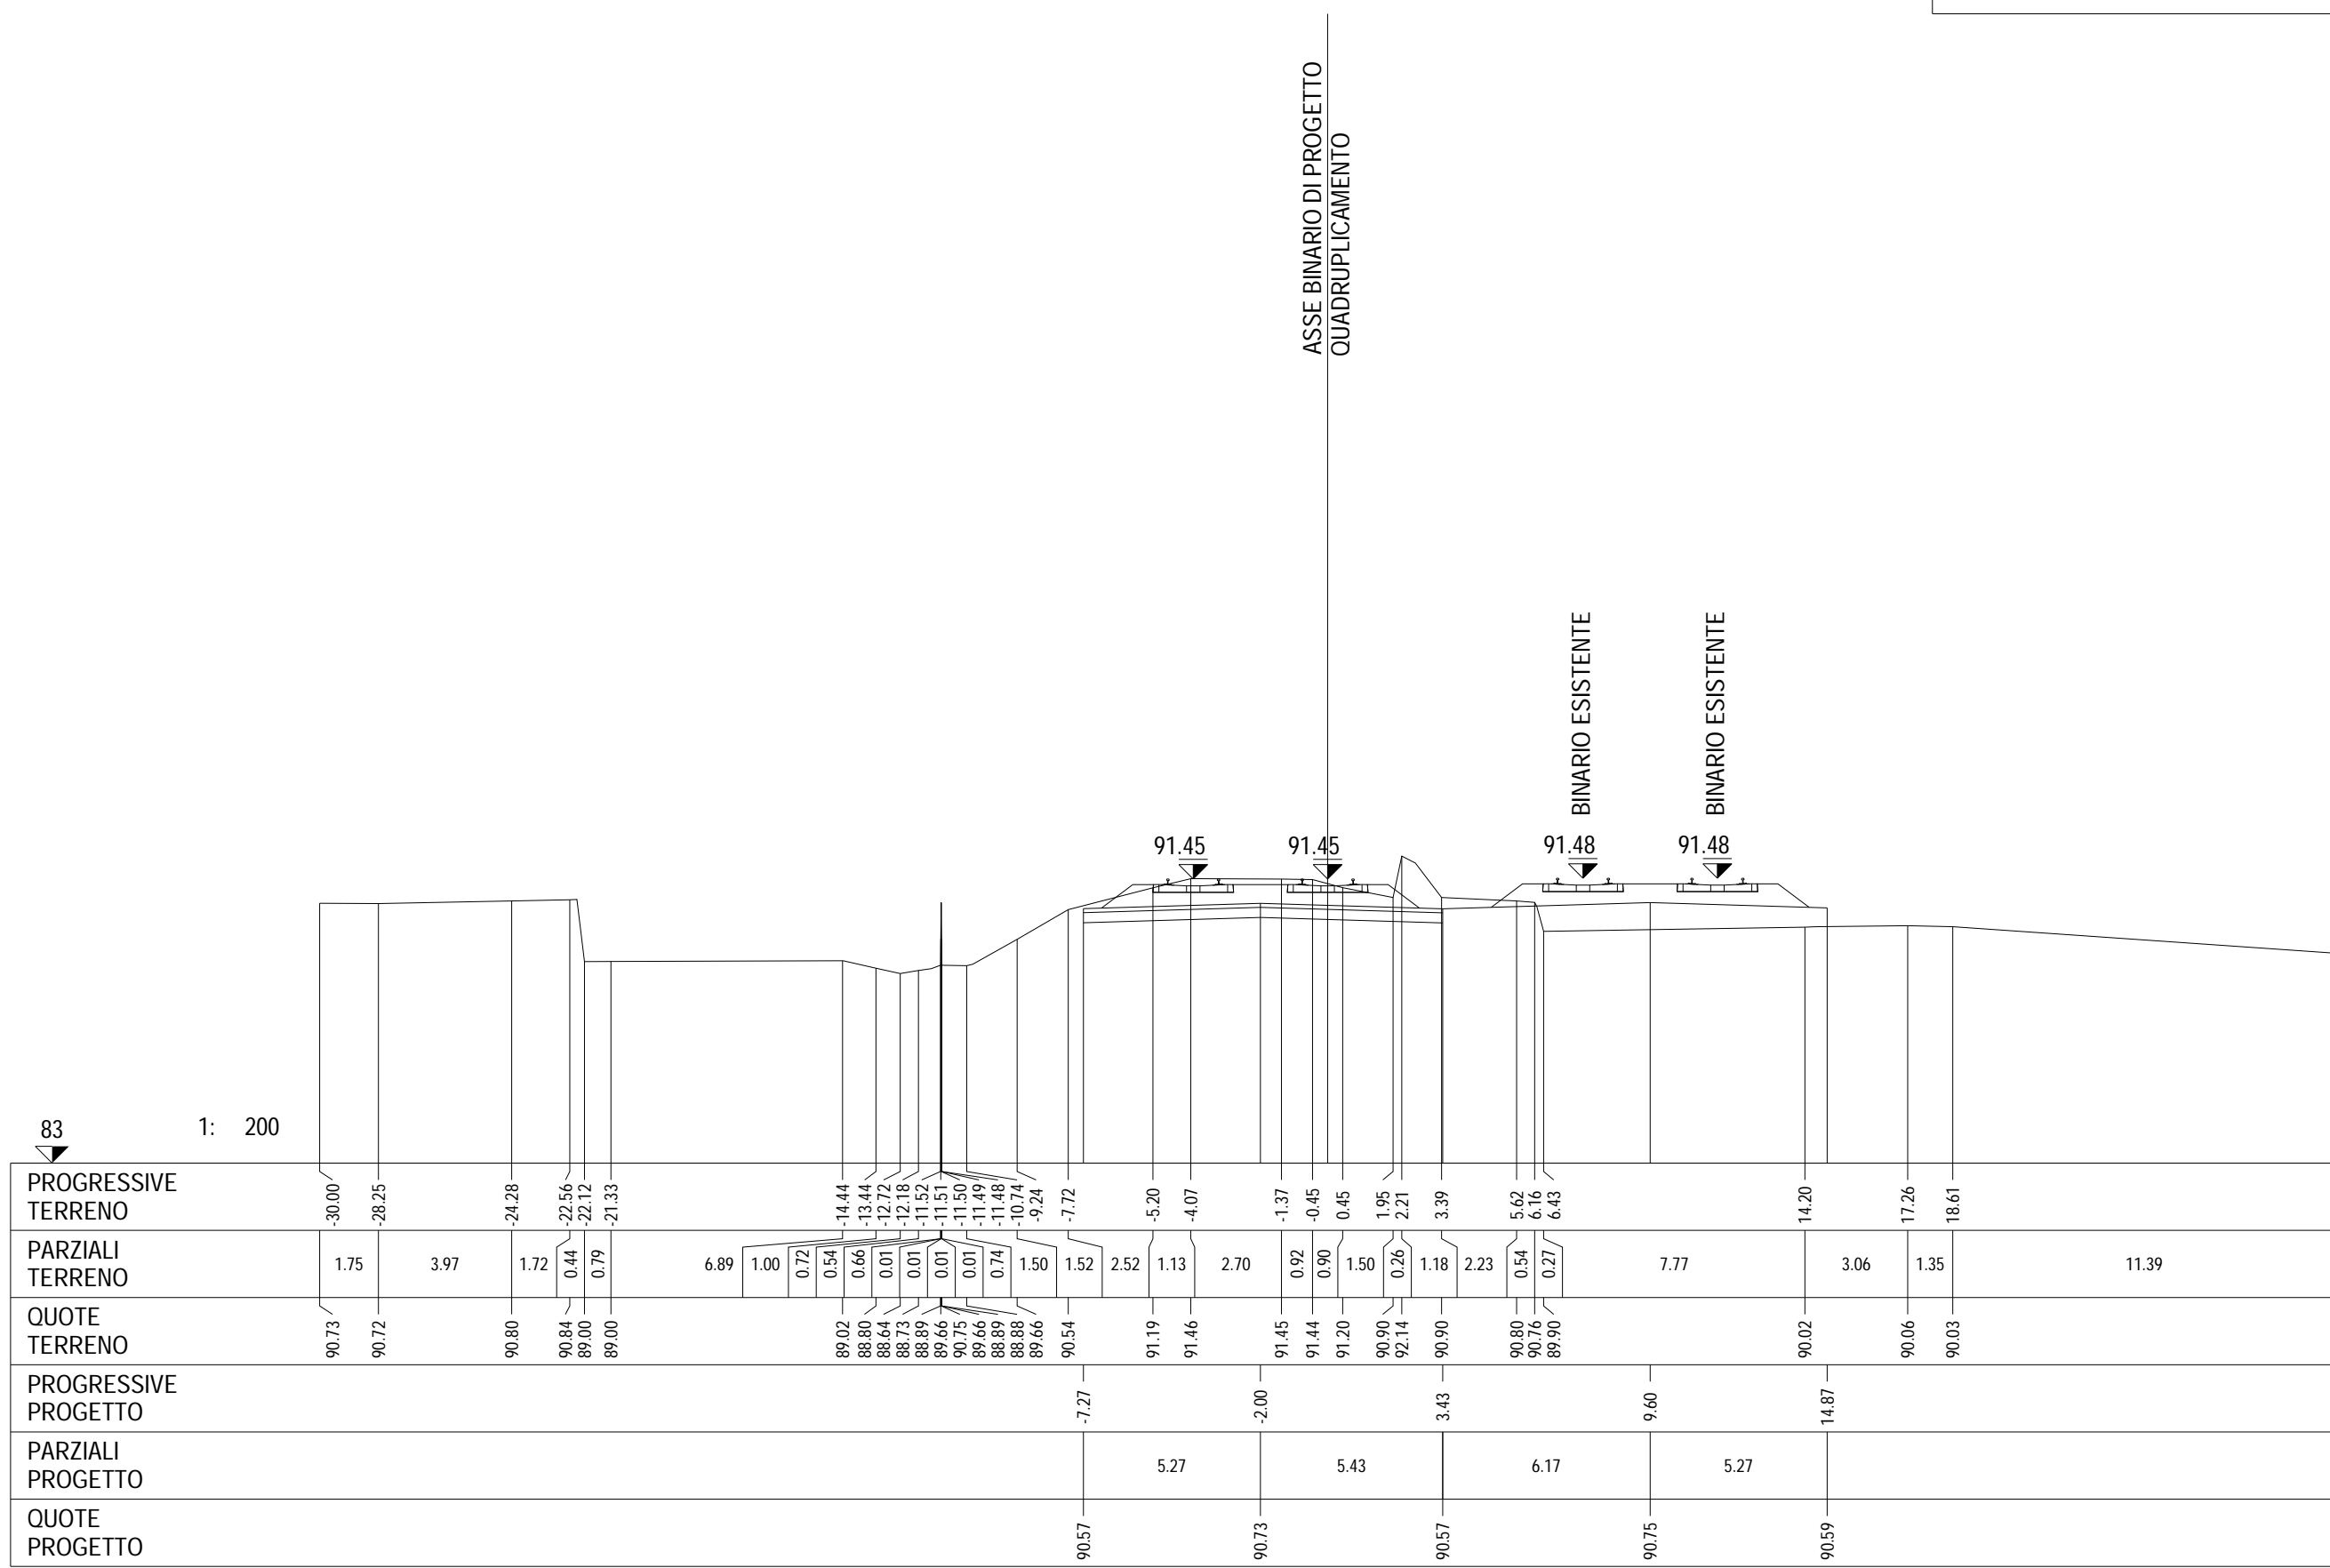 ASSE BINARIO DI PROGETTO
QUADRUPLICAMENTO
BINARIO ESISTENTE
BINARIO ESISTENTE
91.45
91.45
91.48
91.48
83
1: 200
PROGRESSIVE
TERRENO
-30.00 -28.25 -24.28 -22.56 -22.12 -21.33 -14.44 -13.44 -12.72 -12.18 -11.52 -11.51 -11.50 -11.49 -11.48 -10.74 -9.24 -7.72 -5.20 -4.07 -1.37 -0.45 0.45 1.95 2.21 3.39 5.62 6.16 6.43 14.20 17.26 18.61
PARZIALI
TERRENO
1.75 3.97 1.72 0.44 0.79 6.89 1.00 0.72 0.54 0.66 0.01 0.01 0.01 0.01 0.74 1.50 1.52 2.52 1.13 2.70 0.92 0.90 1.50 0.26 1.18 2.23 0.54 0.27 7.77 3.06 1.35 11.39
QUOTE
TERRENO
90.73 90.72 90.80 90.84 89.00 89.00 89.02 88.80 88.64 88.73 88.89 89.66 90.75 89.66 88.89 88.88 89.66 90.54 91.19 91.46 91.45 91.44 91.20 90.90 92.14 90.90 90.80 90.76 89.90 90.02 90.06 90.03
PROGRESSIVE
PROGETTO
-7.27 -2.00 3.43 9.60 14.87
PARZIALI
PROGETTO
5.27 5.43 6.17 5.27
QUOTE
PROGETTO
90.57 90.73 90.57 90.75 90.59